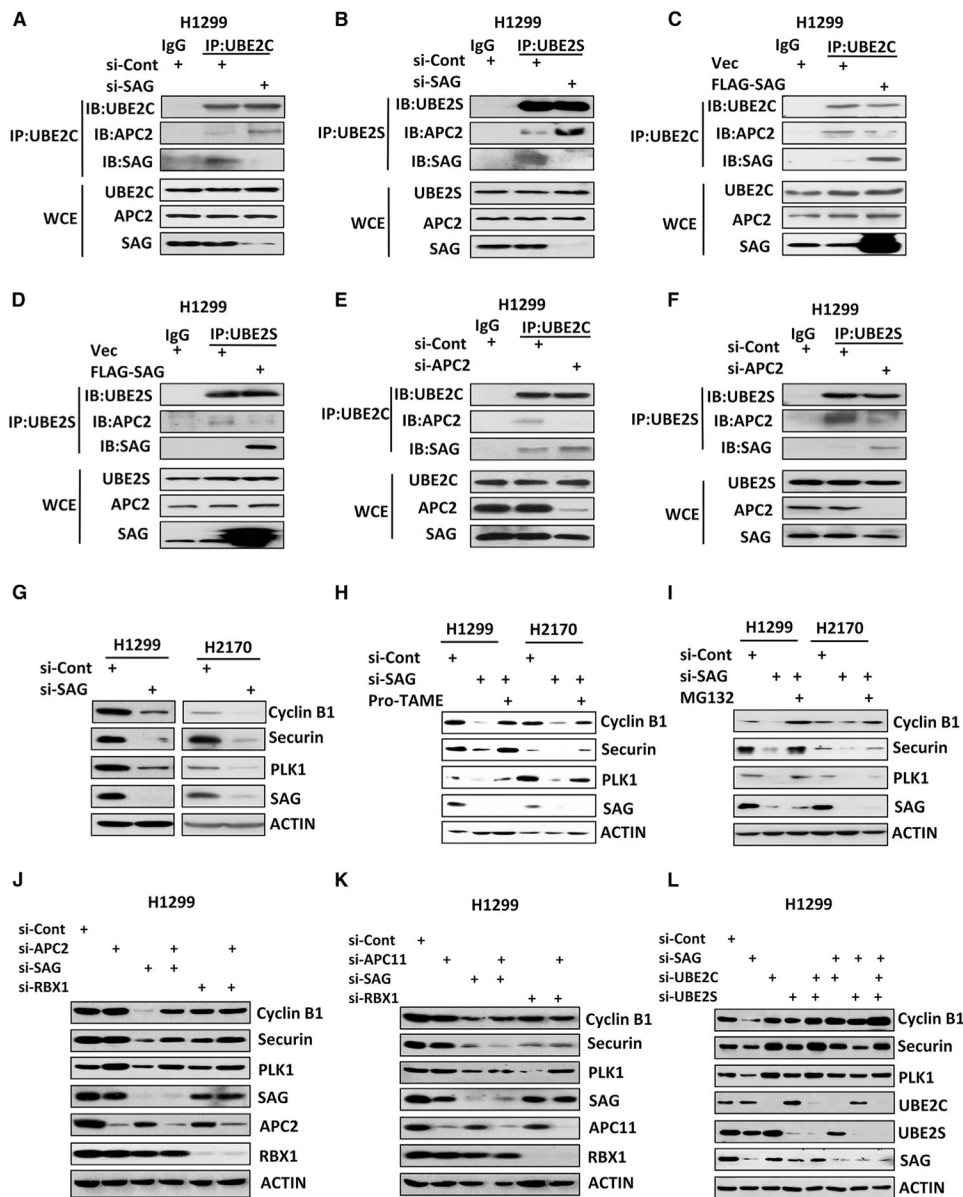 A
H1299
IgG IP:UBE2C
si-Cont + +
si-SAG +
IP:UBE2C
IB:UBE2C
IB:APC2
IB:SAG
WCE
UBE2C
APC2
SAG
B
H1299
IgG IP:UBE2S
si-Cont + +
si-SAG +
IP:UBE2S
IB:UBE2S
IB:APC2
IB:SAG
WCE
UBE2S
APC2
SAG
C
H1299
IgG IP:UBE2C
Vec + +
FLAG-SAG +
IP:UBE2C
IB:UBE2C
IB:APC2
IB:SAG
WCE
UBE2C
APC2
SAG
D
H1299
IgG IP:UBE2S
Vec + +
FLAG-SAG +
IP:UBE2S
IB:UBE2S
IB:APC2
IB:SAG
WCE
UBE2S
APC2
SAG
E
H1299
IgG IP:UBE2C
si-Cont + +
si-APC2 +
IP:UBE2C
IB:UBE2C
IB:APC2
IB:SAG
WCE
UBE2C
APC2
SAG
F
H1299
IgG IP:UBE2S
si-Cont + +
si-APC2 +
IP:UBE2S
IB:UBE2S
IB:APC2
IB:SAG
WCE
UBE2S
APC2
SAG
G
H1299 H2170
si-Cont + +
si-SAG + +
Cyclin B1
Securin
PLK1
SAG
ACTIN
H
H1299 H2170
si-Cont + +
si-SAG + + + +
Pro-TAME + +
Cyclin B1
Securin
PLK1
SAG
ACTIN
I
H1299 H2170
si-Cont + +
si-SAG + + + +
MG132 + +
Cyclin B1
Securin
PLK1
SAG
ACTIN
J
H1299
si-Cont +
si-APC2 + + +
si-SAG + +
si-RBX1 + +
Cyclin B1
Securin
PLK1
SAG
APC2
RBX1
ACTIN
K
H1299
si-Cont +
si-APC11 + + +
si-SAG + +
si-RBX1 + +
Cyclin B1
Securin
PLK1
SAG
APC11
RBX1
ACTIN
L
H1299
si-Cont +
si-SAG + + + +
si-UBE2C + + + +
si-UBE2S + + + +
Cyclin B1
Securin
PLK1
UBE2C
UBE2S
SAG
ACTIN